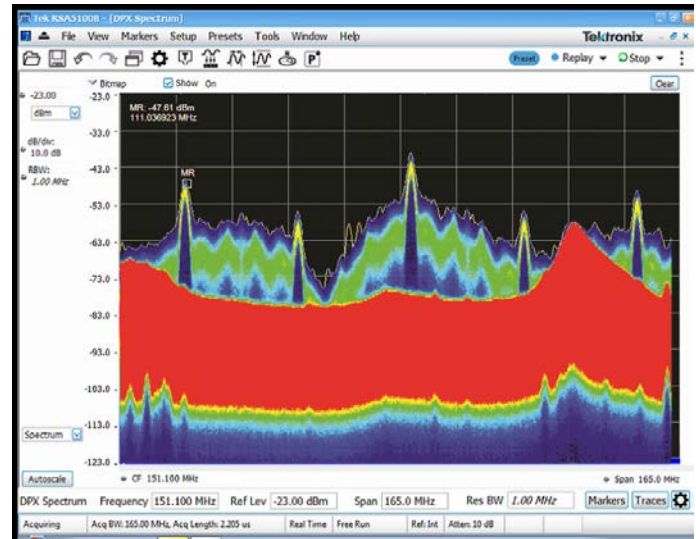 Tek RSA5100B - [DPX Spectrum]
File View Markers Setup Presets Tools Window Help Tektronix
Preset Replay Stop
Bitmap Show On Clear
-23.00
dBm
dB/div:
10.0 dB
RBW:
1.00 MHz
-23.0
MR: -47.61 dBm
111.036923 MHz
-33.0
-43.0
MR
-53.0
-63.0
-73.0
-83.0
-93.0
-103.0
-113.0
-123.0
Spectrum
Autoscale CF 151.100 MHz Span 165.0 MHz
DPX Spectrum Frequency 151.100 MHz Ref Lev -23.00 dBm Span 165.0 MHz Res BW 1.00 MHz Markers Traces
Acquiring Acq BW: 165.00 MHz, Acq Length: 2.205 us Real Time Free Run Ref: Int Atten: 10 dB